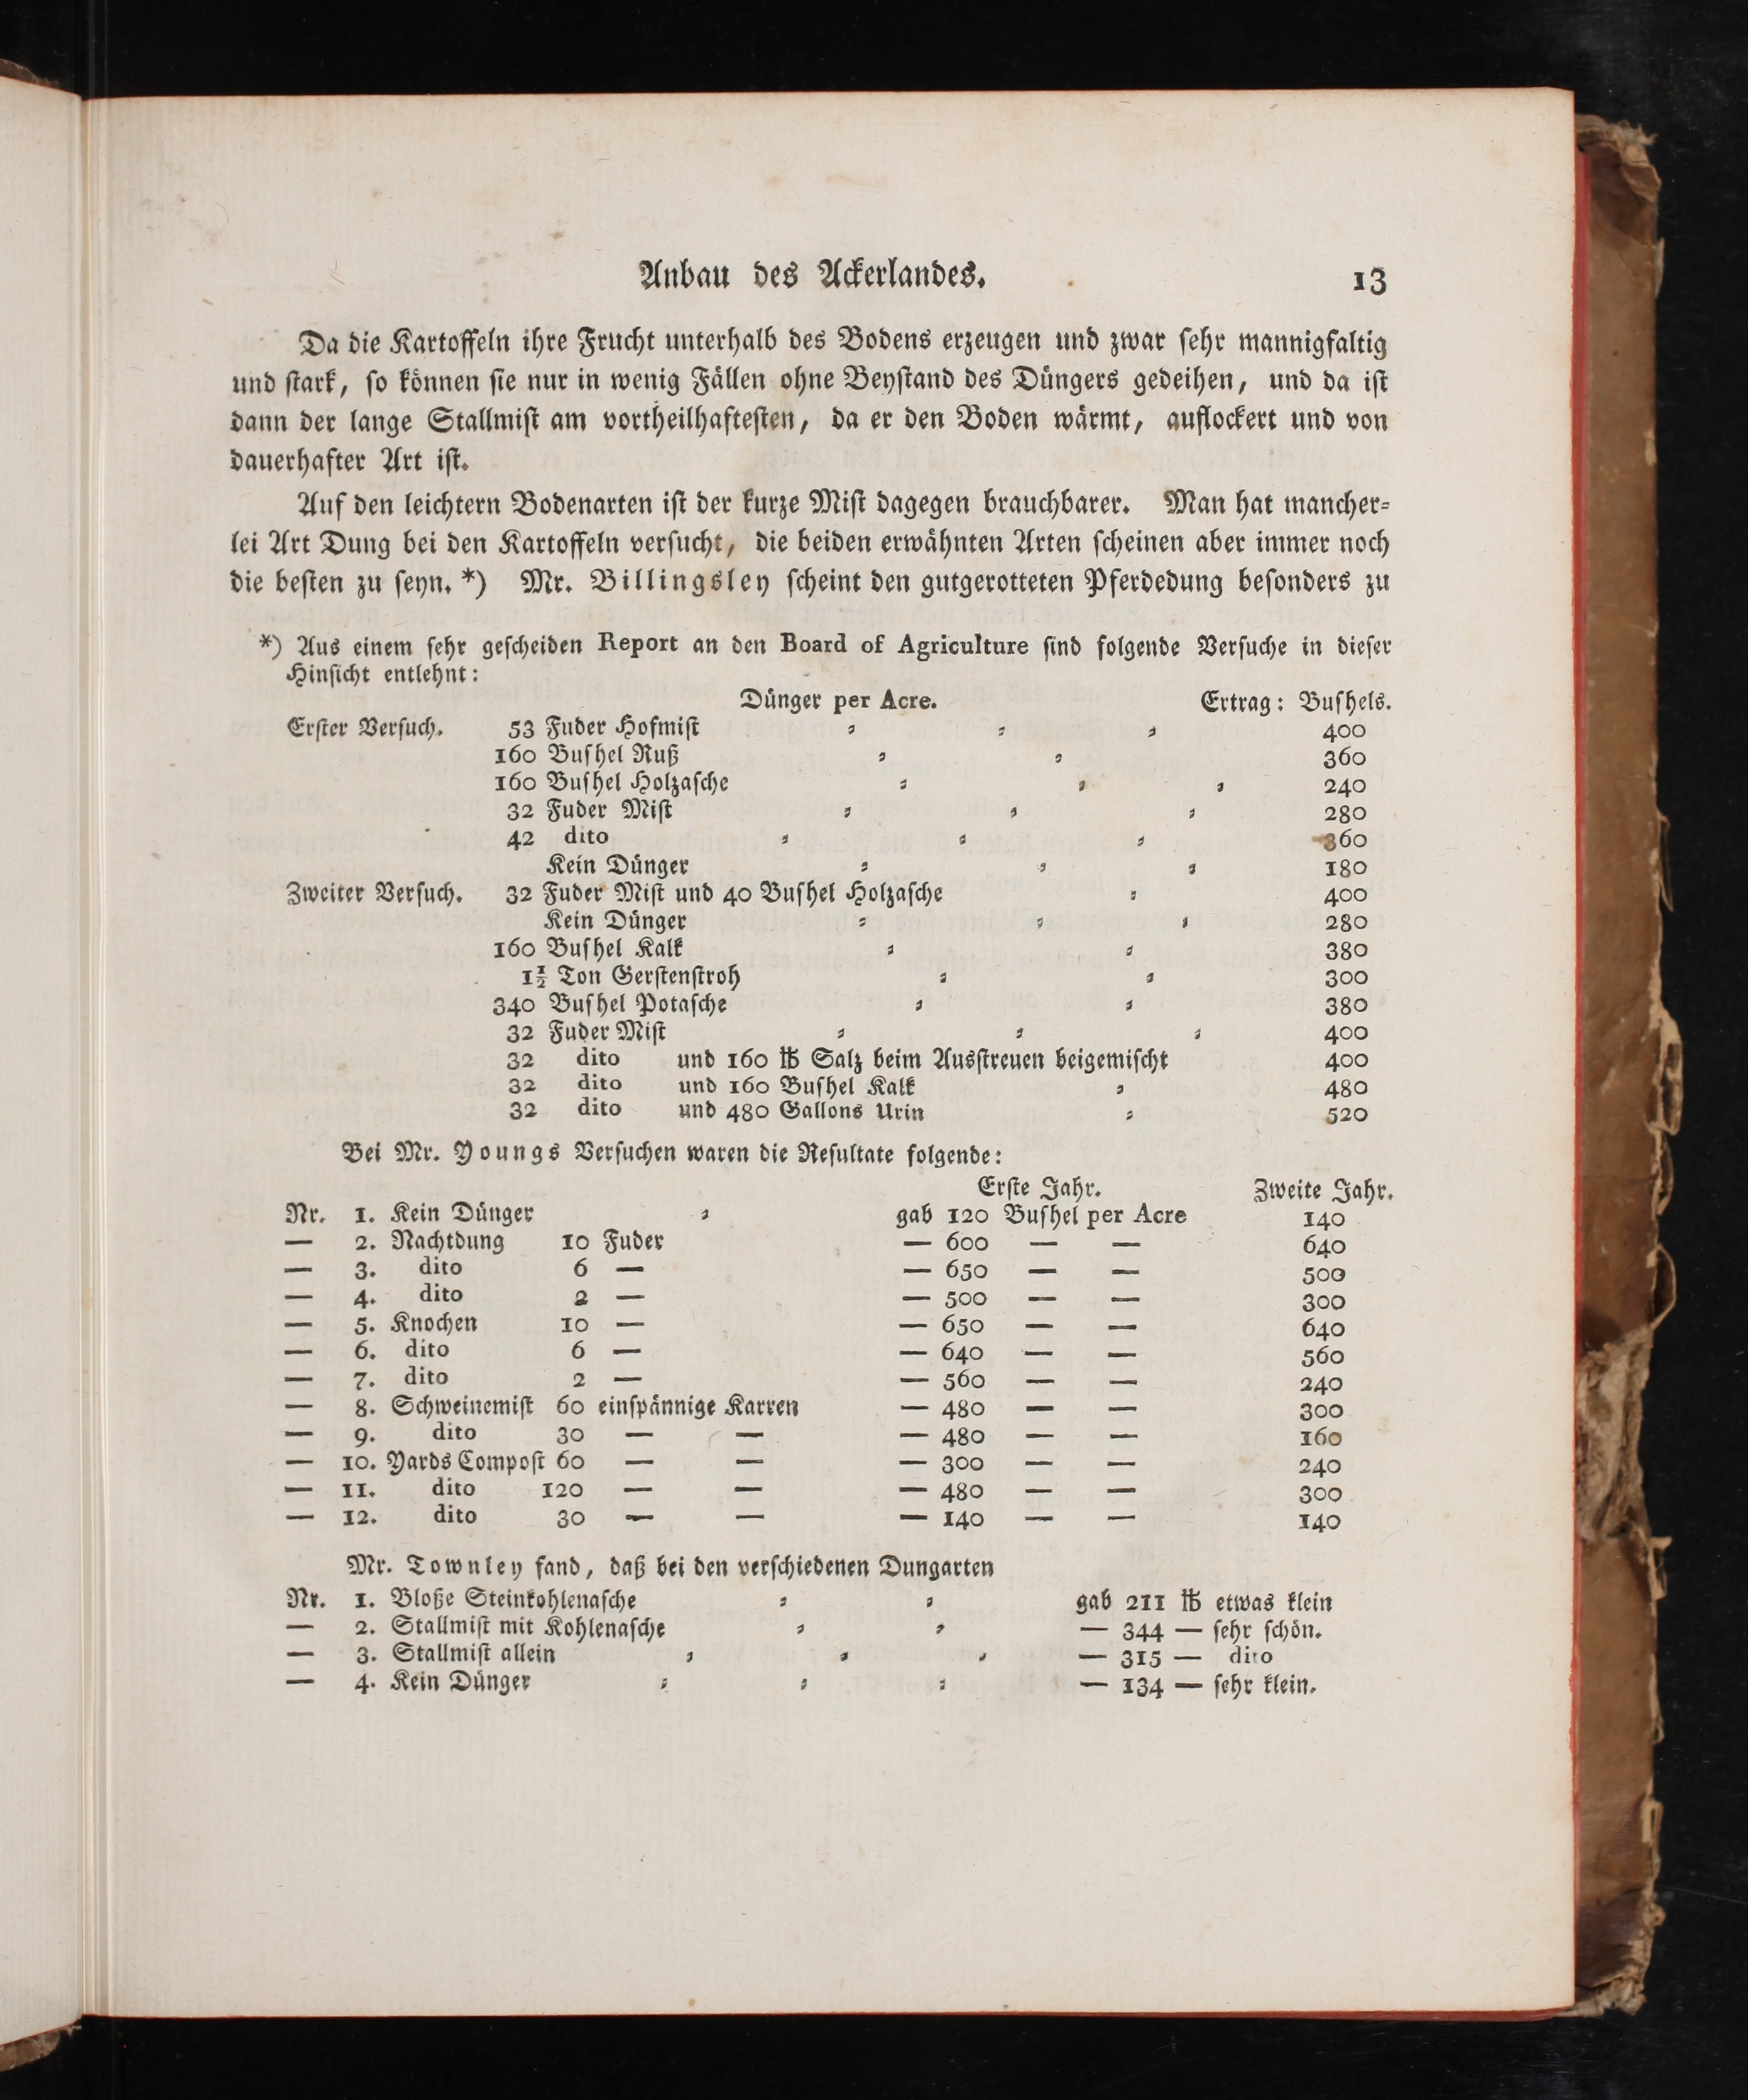 Anbau des Ackerlandes. 13
Da die Kartoffeln ihre Frucht unterhalb des Bodens erzeugen und zwar ſehr mannigfaltig
und ſtark, ſo können ſie nur in wenig Fällen ohne Beyſtand des Düngers gedeihen, und da iſt
dann der lange Stallmiſt am vortheilhafteſten, da er den Boden wärmt, auflockert und von
dauerhafter Art iſt.
Auf den leichtern Bodenarten iſt der kurze Miſt dagegen brauchbarer. Man hat mancher⸗
lei Art Dung bei den Kartoffeln verſucht, die beiden erwähnten Arten ſcheinen aber immer noch
die beſten zu ſeyn. *) Mr. Billingsley ſcheint den gutgerotteten Pferdedung beſonders zu
*) Aus einem ſehr geſcheiden Report an den Board of Agriculture ſind folgende Verſuche in dieſer
Hinſicht entlehnt:
Dünger per Acre. Ertrag: Buſhels.
Erſter Verſuch. 53 Fuder Hofmiſt ⸗ ⸗ ⸗ 400
160 Buſhel Ruß ⸗ ⸗ 360
160 Buſhel Holzaſche ⸗ ⸗ ⸗ 240
32 Fuder Miſt ⸗ ⸗ ⸗ 280
42 dito ⸗ ⸗ ⸗ 360
Kein Dünger ⸗ ⸗ ⸗ 180
Zweiter Verſuch. 32 Fuder Miſt und 40 Buſhel Holzaſche ⸗ 400
Kein Dünger ⸗ ⸗ ⸗ 280
160 Buſhel Kalk ⸗ ⸗ 380
1½ Ton Gerſtenſtroh ⸗ ⸗ 300
340 Buſhel Potaſche ⸗ ⸗ 380
32 Fuder Miſt ⸗ ⸗ ⸗ 400
32 dito und 160 ℔ Salz beim Ausſtreuen beigemiſcht 400
32 dito und 160 Buſhel Kalk ⸗ 480
32 dito und 480 Gallons Urin ⸗ 520
Bei Mr. Youngs Verſuchen waren die Reſultate folgende:
Erſte Jahr. Zweite Jahr.
Nr. 1. Kein Dünger ⸗ gab 120 Buſhel per Acre 140
— 2. Nachtdung 10 Fuder — 600 — — 640
— 3. dito 6 — — 650 — — 500
— 4. dito 2 — — 500 — — 300
— 5. Knochen 10 — — 650 — — 640
— 6. dito 6 — — 640 — — 560
— 7. dito 2 — — 560 — — 240
— 8. Schweinemiſt 60 einſpännige Karren — 480 — — 300
— 9. dito 30 — — — 480 — — 160
— 10. Yards Compoſt 60 — — — 300 — — 240
— 11. dito 120 — — — 480 — — 300
— 12. dito 30 — — — 140 — — 140
Mr. Townley fand, daß bei den verſchiedenen Dungarten
Nr. 1. Bloße Steinkohlenaſche ⸗ ⸗ gab 211 ℔ etwas klein
— 2. Stallmiſt mit Kohlenaſche ⸗ ⸗ — 344 — ſehr ſchön.
— 3. Stallmiſt allein ⸗ ⸗ ⸗ — 315 — dito
— 4. Kein Dünger ⸗ ⸗ ⸗ — 134 — ſehr klein.